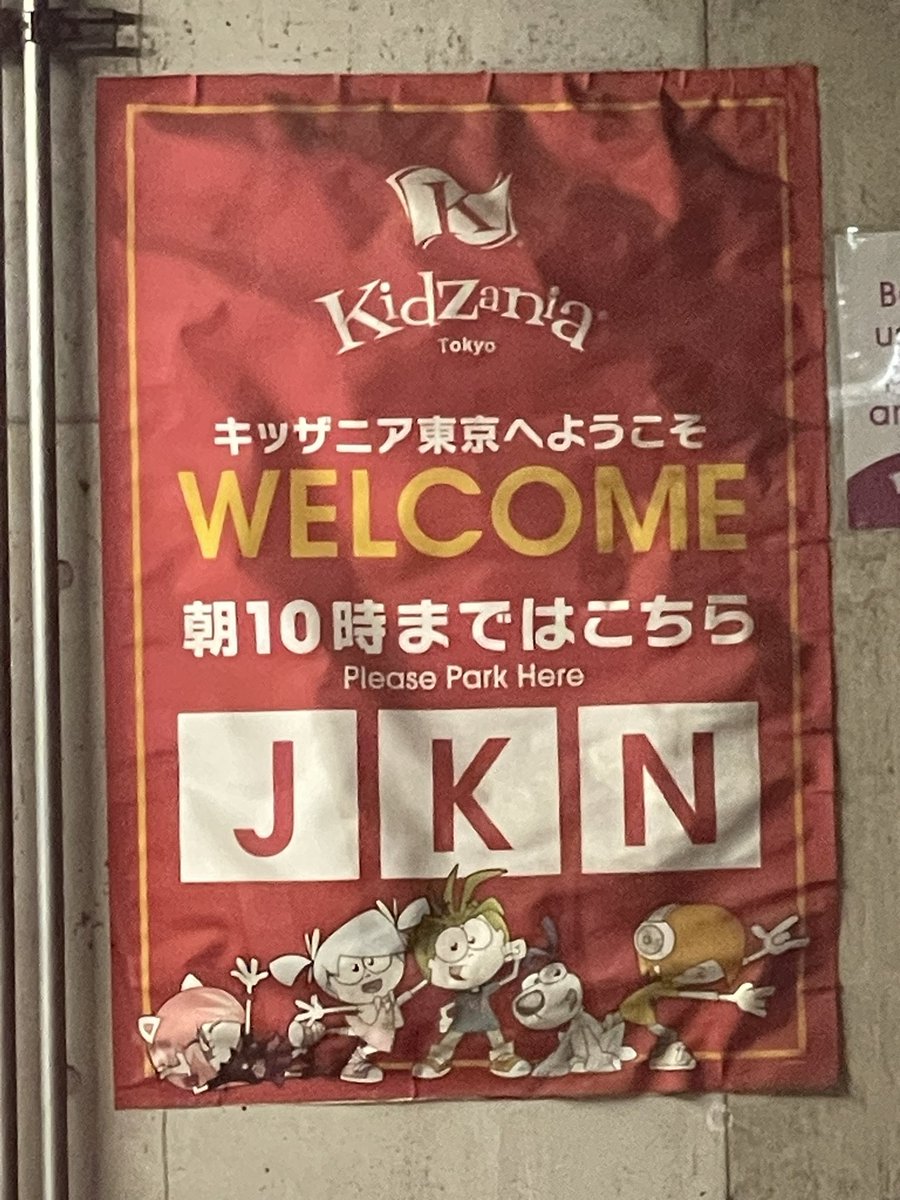 K
KidZania
Tokyo
キッザニア東京へようこそ
WELCOME
朝10時まではこちら
Please Park Here
J K N